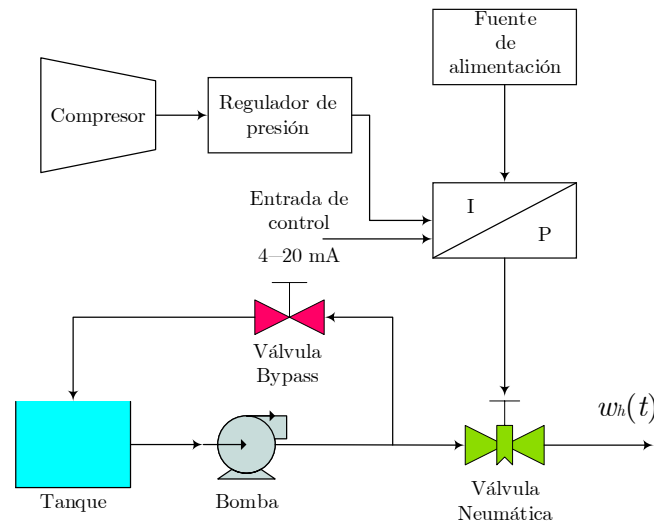 Fuente
de
alimentación
Compresor
Regulador de
presión
Entrada de
control
4–20 mA
I
P
Válvula
Bypass
wₕ(t)
Tanque
Bomba
Válvula
Neumática